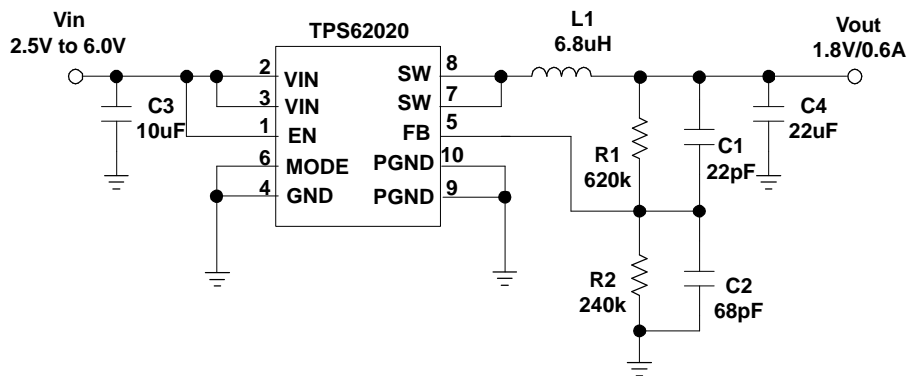 Vin
2.5V to 6.0V
TPS62020
L1
6.8uH
Vout
1.8V/0.6A
2
VIN
SW
8
3
VIN
SW
7
1
EN
FB
5
6
MODE
PGND
10
4
GND
PGND
9
C3
10uF
R1
620k
C1
22pF
C4
22uF
R2
240k
C2
68pF